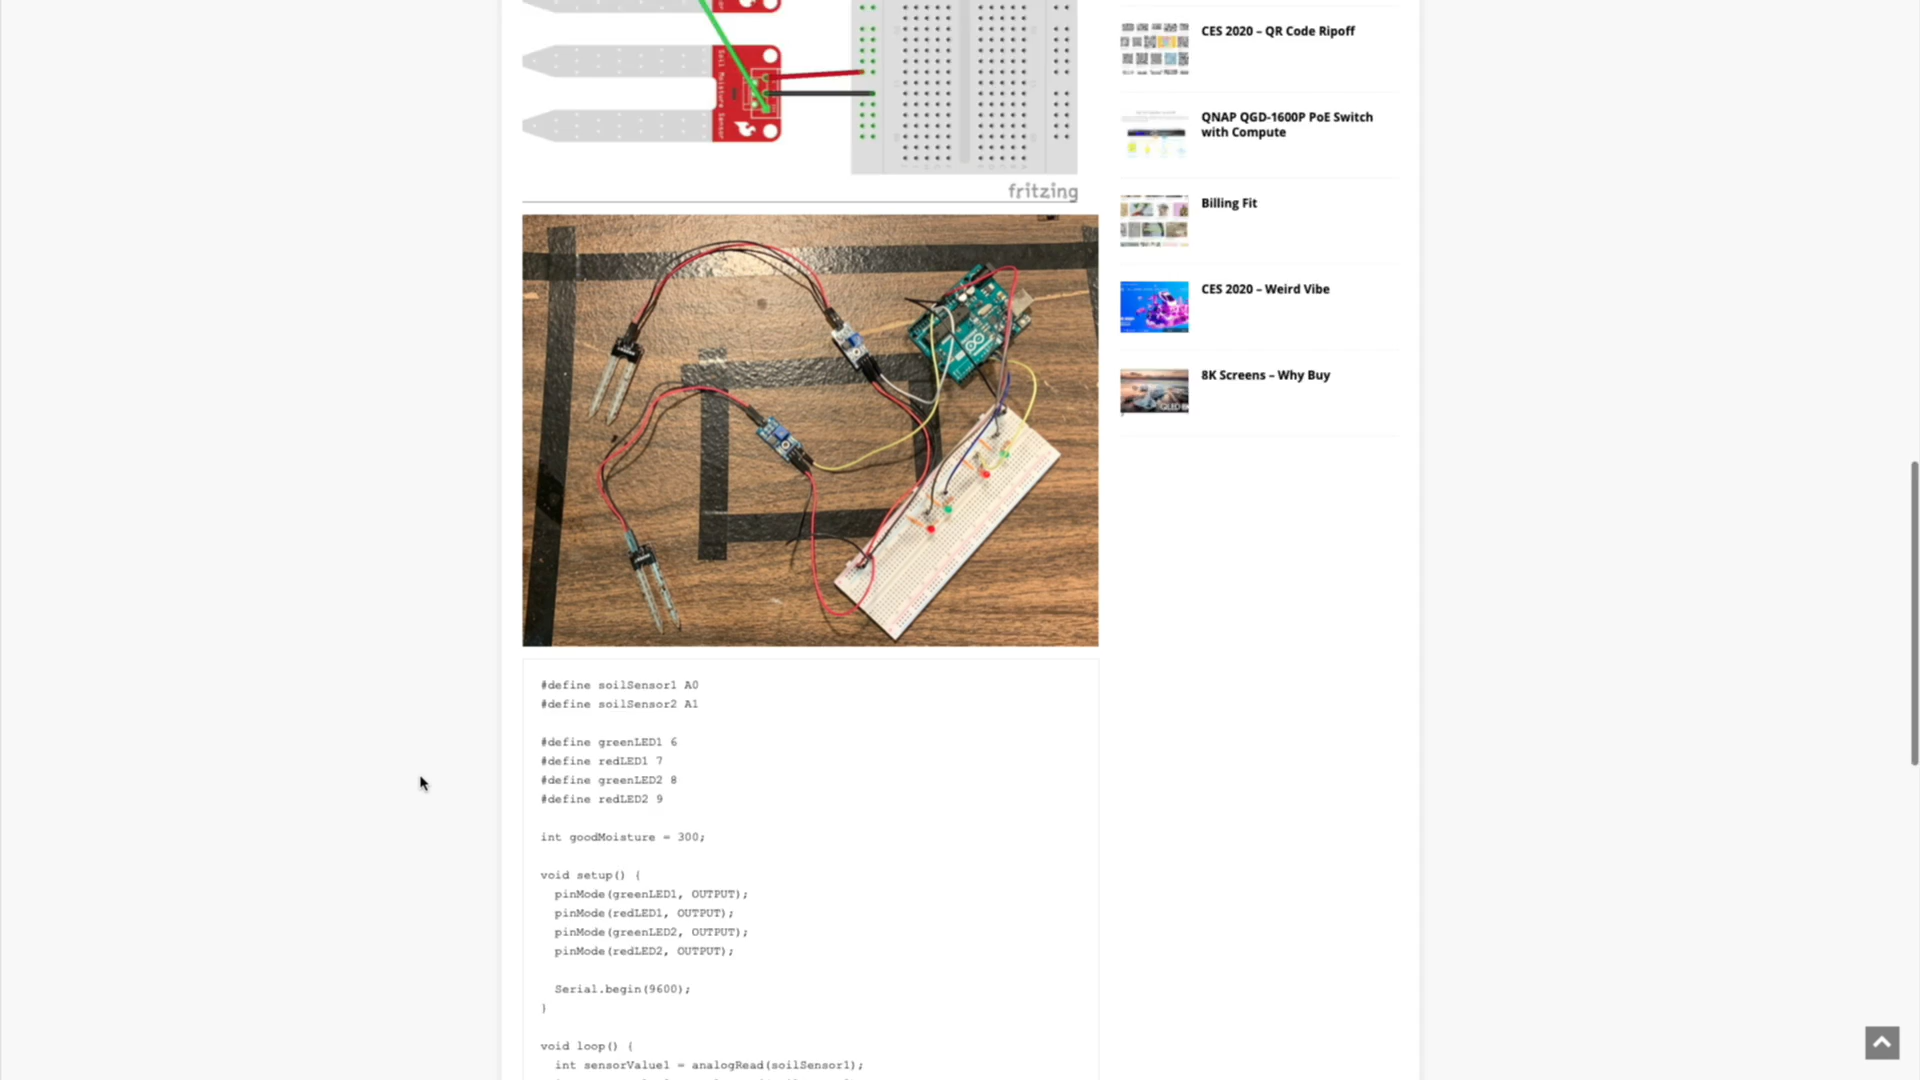 Soil Moisture Sensor
fritzing
#define soilSensor1 A0
#define soilSensor2 A1
#define greenLED1 6
#define redLED1 7
#define greenLED2 8
#define redLED2 9
int goodMoisture = 300;
void setup() {
pinMode(greenLED1, OUTPUT);
pinMode(redLED1, OUTPUT);
pinMode(greenLED2, OUTPUT);
pinMode(redLED2, OUTPUT);
Serial.begin(9600);
}
void loop() {
int sensorValue1 = analogRead(soilSensor1);
CES 2020 – QR Code Ripoff
QNAP QGD-1600P PoE Switch
with Compute
Billing Fit
CES 2020 – Weird Vibe
8K Screens – Why Buy